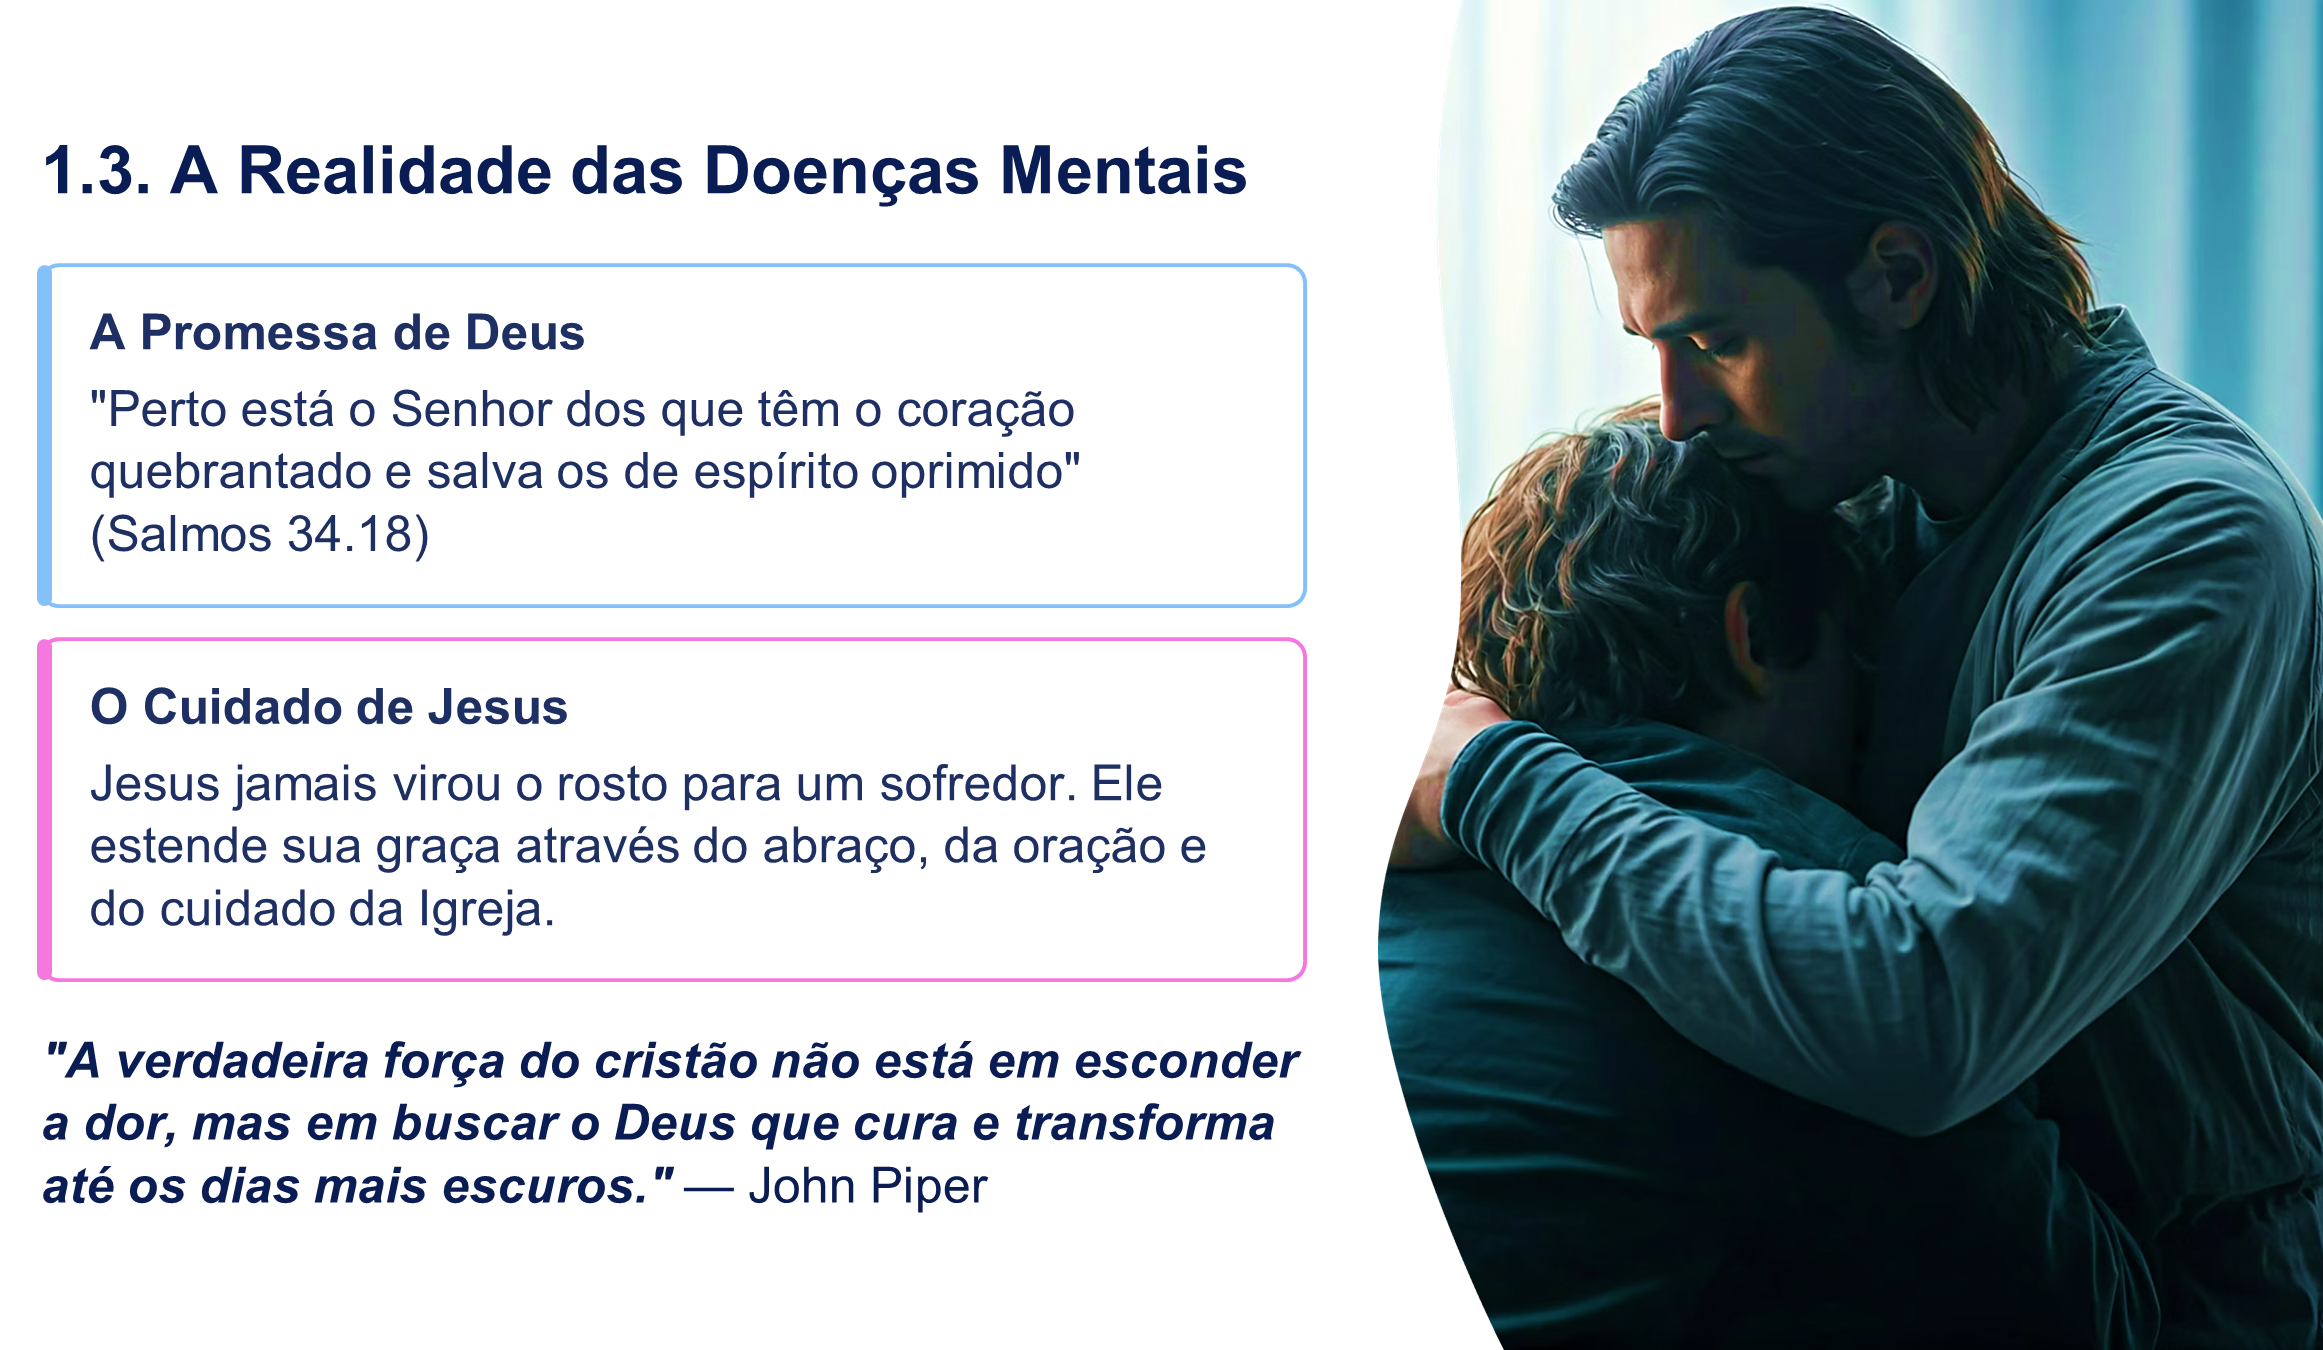 1.3. A Realidade das Doenças Mentais
A Promessa de Deus
"Perto está o Senhor dos que têm o coração
quebrantado e salva os de espírito oprimido"
(Salmos 34.18)
O Cuidado de Jesus
Jesus jamais virou o rosto para um sofredor. Ele
estende sua graça através do abraço, da oração e
do cuidado da Igreja.
"A verdadeira força do cristão não está em esconder
a dor, mas em buscar o Deus que cura e transforma
até os dias mais escuros." — John Piper